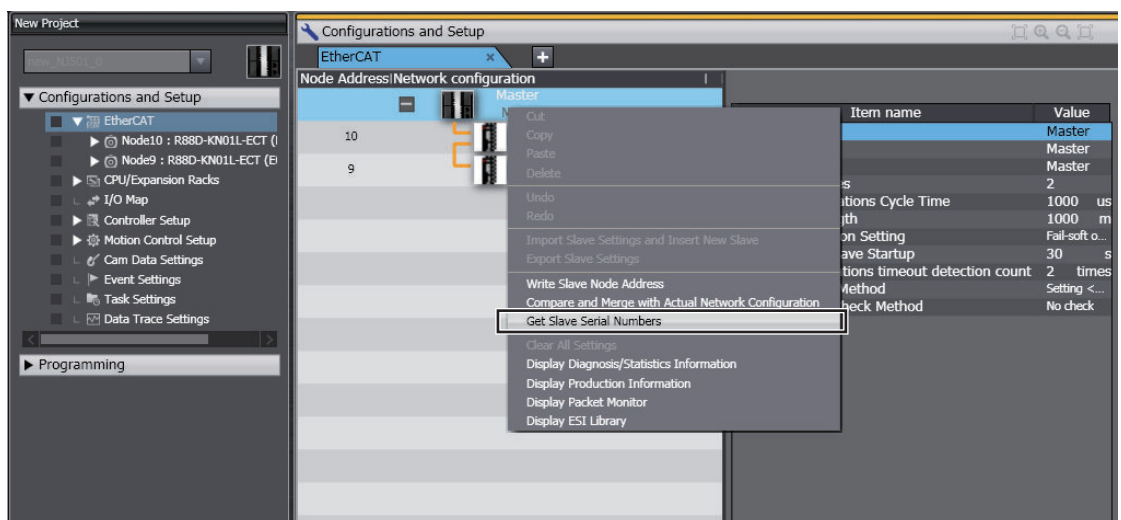 New Project
new_NJ501_0
Configurations and Setup
EtherCAT
Node10 : R88D-KN01L-ECT (
Node9 : R88D-KN01L-ECT (E
CPU/Expansion Racks
I/O Map
Controller Setup
Motion Control Setup
Cam Data Settings
Event Settings
Task Settings
Data Trace Settings
Programming
Configurations and Setup
EtherCAT
Node Address Network configuration
Master
10
9
Cut
Copy
Paste
Delete
Undo
Redo
Import Slave Settings and Insert New Slave
Export Slave Settings
Write Slave Node Address
Compare and Merge with Actual Network Configuration
Get Slave Serial Numbers
Clear All Settings
Display Diagnosis/Statistics Information
Display Production Information
Display Packet Monitor
Display ESI Library
Item name Value
Master
Master
Master
es 2
ations Cycle Time 1000 us
gth 1000 m
on Setting Fail-soft o...
ave Startup 30 s
tions timeout detection count 2 times
Method Setting <...
heck Method No check